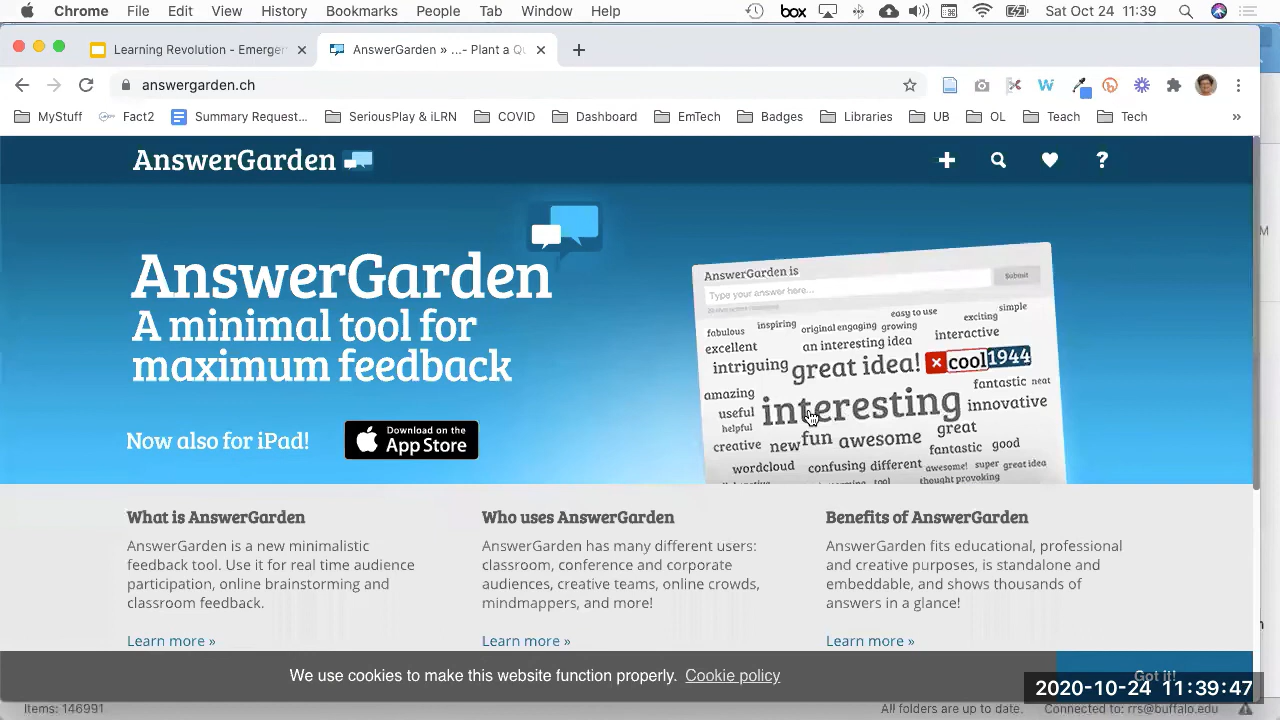 Chrome File Edit View History Bookmarks People Tab Window Help box Sat Oct 24 11:39
Learning Revolution - Emerge
AnswerGarden » ...- Plant a Qu
answergarden.ch
MyStuff Fact2 Summary Request... SeriousPlay & iLRN COVID Dashboard EmTech Badges Libraries UB OL Teach Tech »
AnswerGarden
AnswerGarden
A minimal tool for
maximum feedback
Now also for iPad!
Download on the
App Store
AnswerGarden is
Type your answer here...
Submit
fabulous inspiring original engaging growing easy to use exciting simple
excellent an interesting idea interactive
intriguing great idea! cool 1944
amazing fantastic neat
useful interesting innovative
helpful
creative new fun awesome great
fantastic good
wordcloud confusing different awesome! super great idea
tool thought provoking
What is AnswerGarden
AnswerGarden is a new minimalistic
feedback tool. Use it for real time audience
participation, online brainstorming and
classroom feedback.
Learn more »
Who uses AnswerGarden
AnswerGarden has many different users:
classroom, conference and corporate
audiences, creative teams, online crowds,
mindmappers, and more!
Learn more »
Benefits of AnswerGarden
AnswerGarden fits educational, professional
and creative purposes, is standalone and
embeddable, and shows thousands of
answers in a glance!
Learn more »
We use cookies to make this website function properly. Cookie policy
Got it!
2020-10-24 11:39:47
Items: 146991
All folders are up to date. Connected to: rrs@buffalo.edu